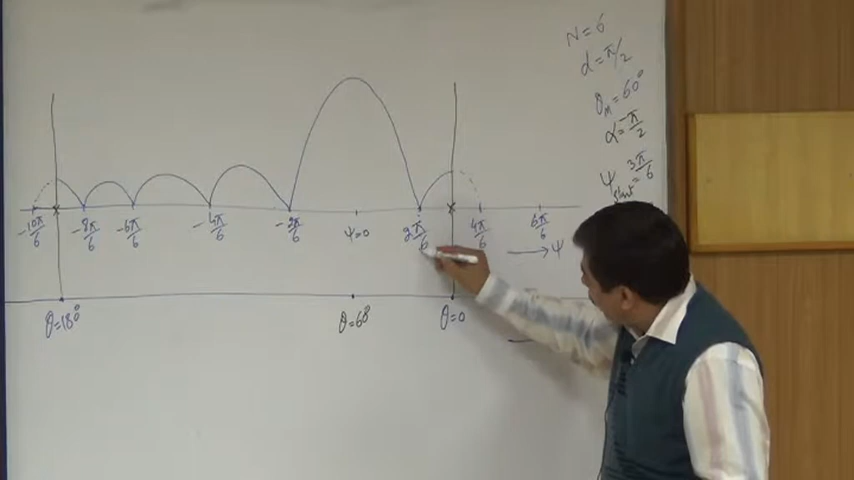 N=6
d=π/2
θm=60°
α=-π/2
ψstart=3π/6
-10π/6 -8π/6 -6π/6 -4π/6 -2π/6 ψ=0 2π/6 4π/6 6π/6
→ψ
θ=180° θ=60° θ=0